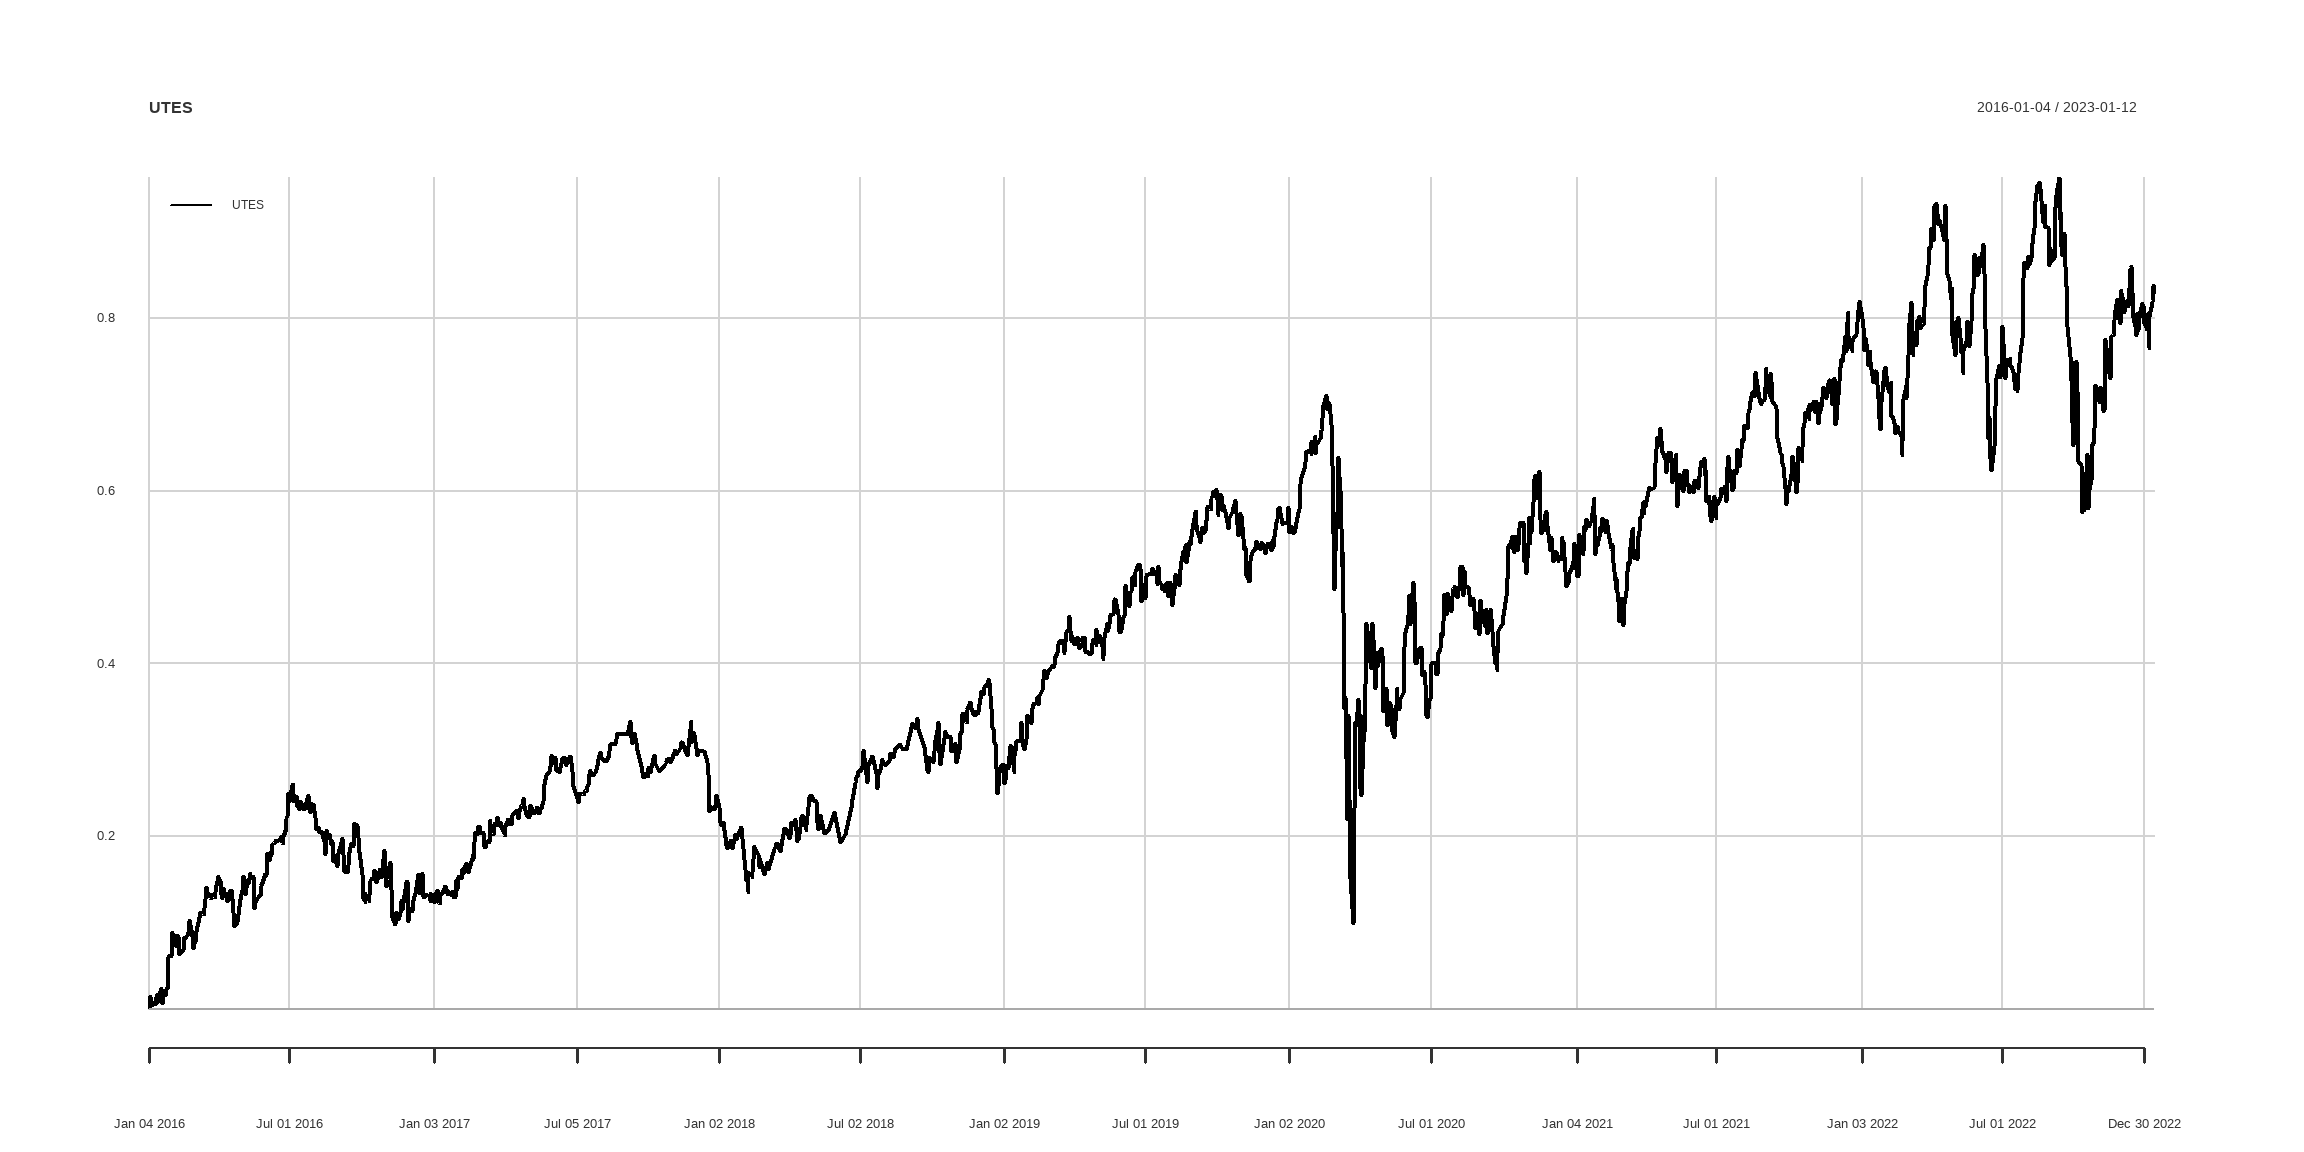 UTES
2016-01-04 / 2023-01-12
UTES
0.8
0.6
0.4
0.2
Jan 04 2016
Jul 01 2016
Jan 03 2017
Jul 05 2017
Jan 02 2018
Jul 02 2018
Jan 02 2019
Jul 01 2019
Jan 02 2020
Jul 01 2020
Jan 04 2021
Jul 01 2021
Jan 03 2022
Jul 01 2022
Dec 30 2022